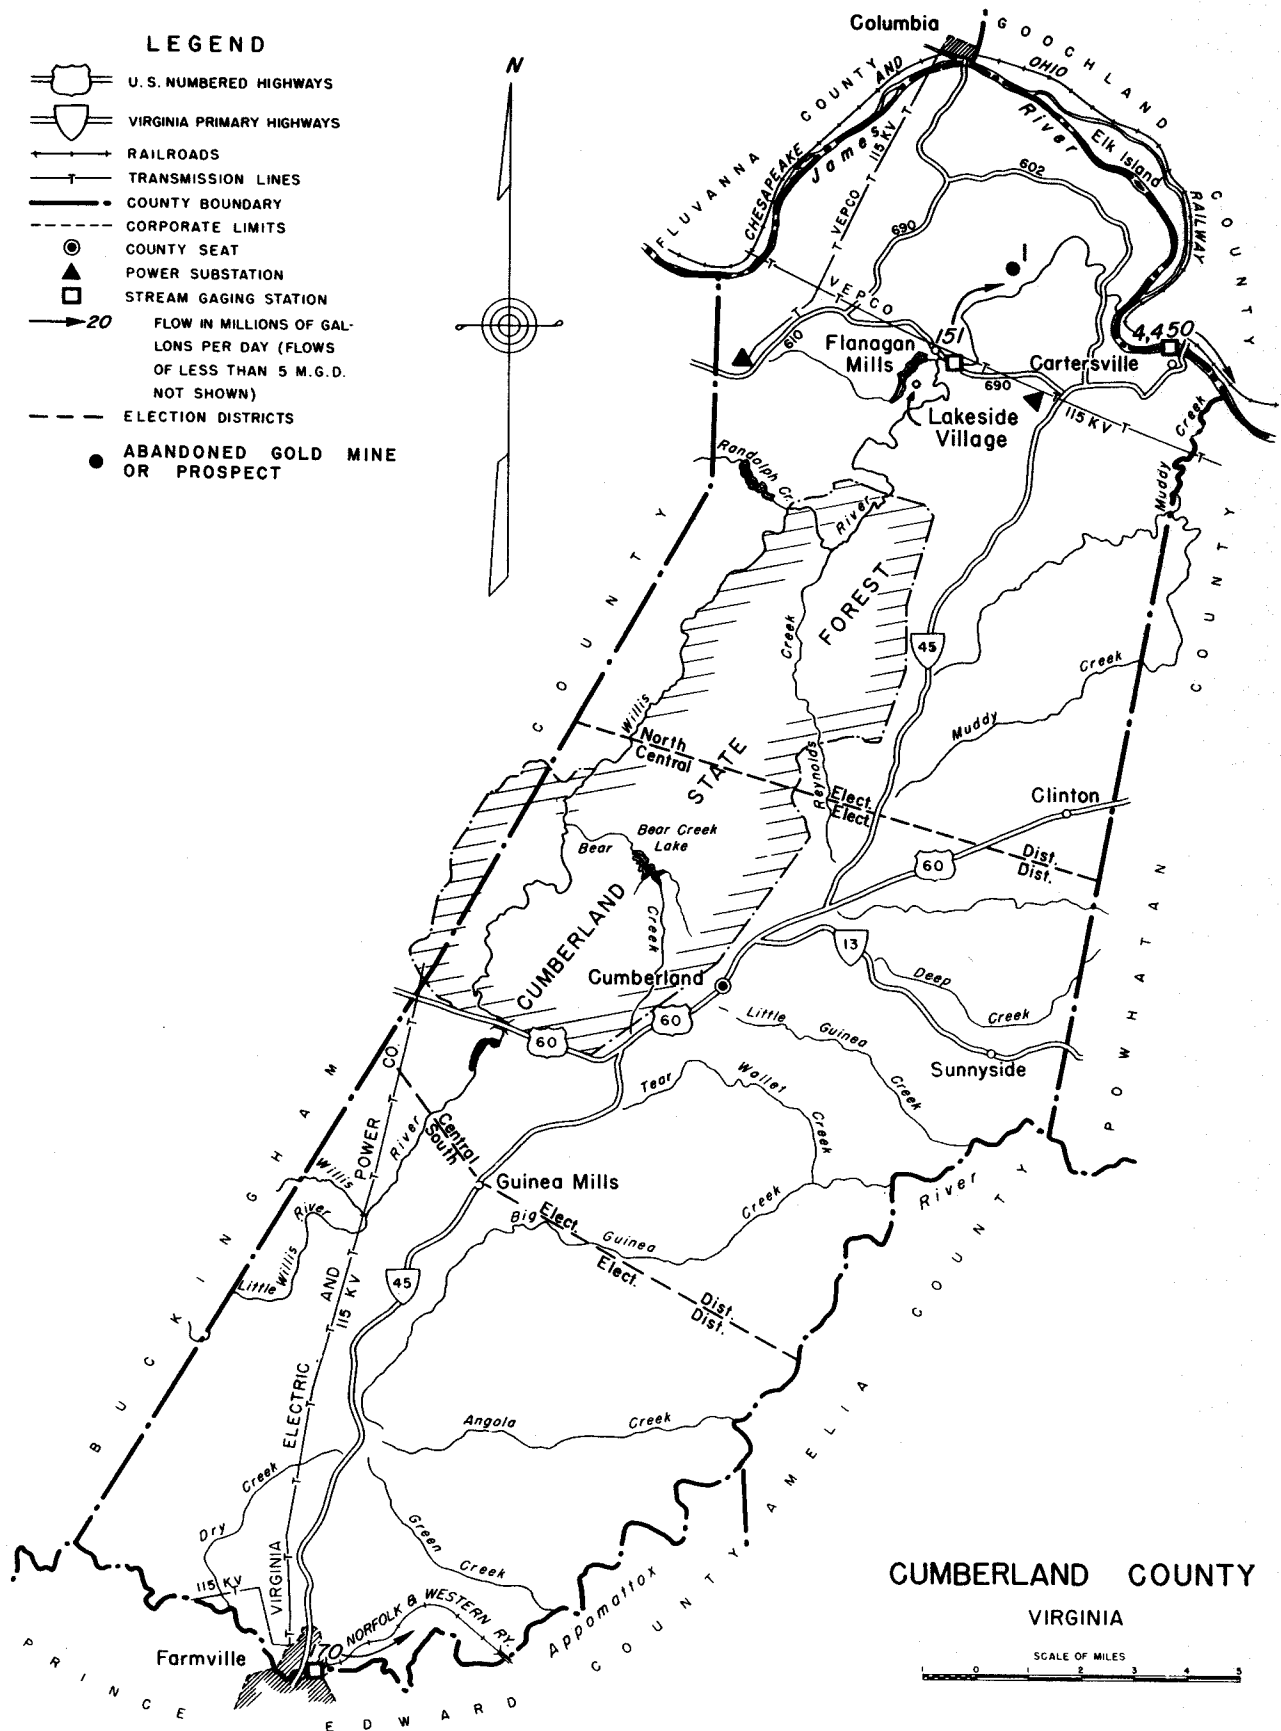 LEGEND
U.S. NUMBERED HIGHWAYS
VIRGINIA PRIMARY HIGHWAYS
RAILROADS
T
TRANSMISSION LINES
COUNTY BOUNDARY
CORPORATE LIMITS
COUNTY SEAT
POWER SUBSTATION
STREAM GAGING STATION
20
FLOW IN MILLIONS OF GAL-
LONS PER DAY (FLOWS
OF LESS THAN 5 M.G.D.
NOT SHOWN)
ELECTION DISTRICTS
ABANDONED GOLD MINE
OR PROSPECT
N
Columbia
GOOCHLAND
COUNTY
FLUVANNA COUNTY
CHESAPEAKE AND OHIO RAILWAY
James River
Elk Island
VEPCO 115 KV
602
690
1
VEPCO
610
151
Flanagan
Mills
4,450
Cartersville
690
115 KV
Lakeside
Village
Muddy Creek
Randolph Cr.
River
COUNTY
COUNTY
Creek
FOREST
45
Creek
Muddy
Willis
North
Central
STATE
Reynolds
Elect.
Elect.
Clinton
Dist.
Dist.
Bear Creek
Lake
Bear
Creek
60
CUMBERLAND
13
Cumberland
Deep
Creek
60
60
Little Guinea
Creek
Sunnyside
POWHATAN
Tear Wallet
Creek
CO.
POWER
River
Central
South
Willis
Guinea Mills
River
Little Willis
Big
Guinea
Creek
Elect.
Elect.
River
COUNTY
AND
115 KV
45
Dist.
Dist.
BUCKINGHAM
ELECTRIC
Angola Creek
AMELIA
Dry Creek
Green
Creek
VIRGINIA
115 KV
NORFOLK & WESTERN RY.
Appomattox
COUNTY
Farmville
170
PRINCE EDWARD
COUNTY
CUMBERLAND COUNTY
VIRGINIA
SCALE OF MILES
1 0 1 2 3 4 5